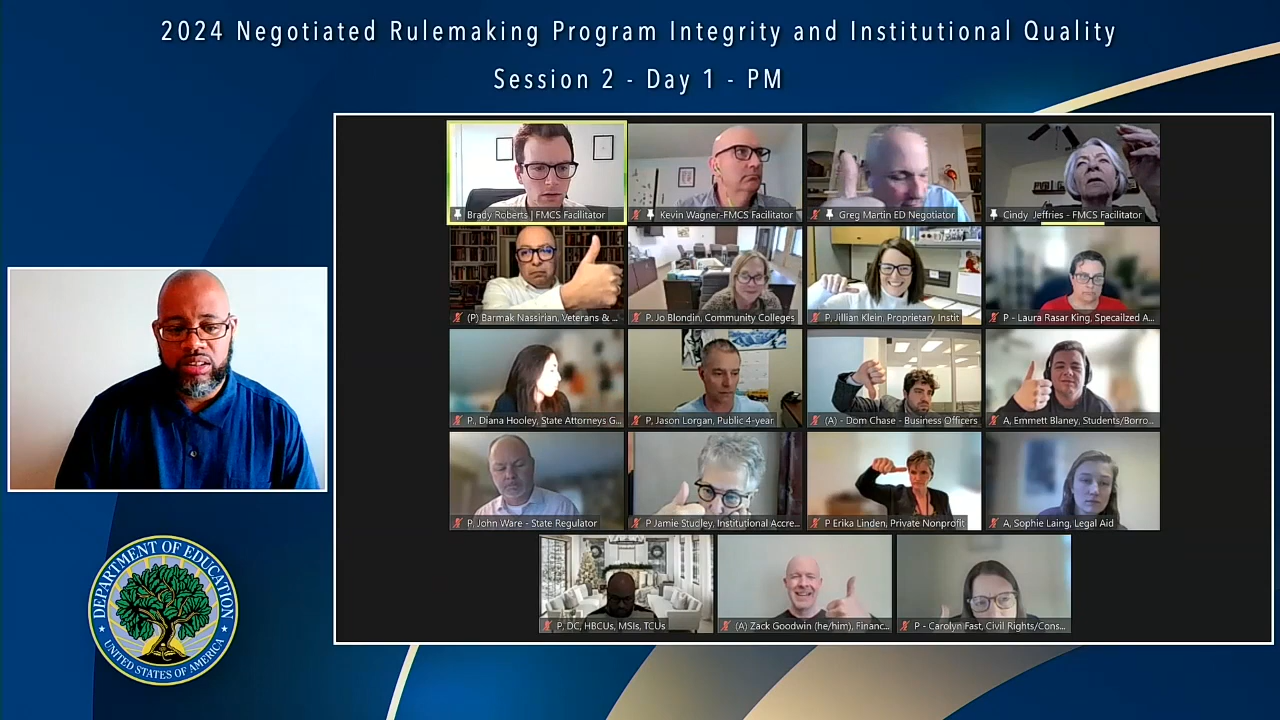 2024 Negotiated Rulemaking Program Integrity and Institutional Quality
Session 2 - Day 1 - PM
Brady Roberts | FMCS Facilitator
Kevin Wagner-FMCS Facilitator
Greg Martin ED Negotiator
Cindy Jeffries - FMCS Facilitator
(P) Barmak Nassirian, Veterans & ...
P. Jo Blondin, Community Colleges
P, Jillian Klein, Proprietary Instit
P - Laura Rasar King, Specailzed A...
P, Diana Hooley, State Attorneys G...
P, Jason Lorgan, Public 4-year
(A) - Dom Chase - Business Officers
A, Emmett Blaney, Students/Borro...
P. John Ware - State Regulator
P Jamie Studley, Institutional Accre...
P Erika Linden, Private Nonprofit
A, Sophie Laing, Legal Aid
P, DC, HBCUs, MSIs, TCUs
(A) Zack Goodwin (he/him), Financ...
P - Carolyn Fast, Civil Rights/Cons...
DEPARTMENT OF EDUCATION
UNITED STATES OF AMERICA